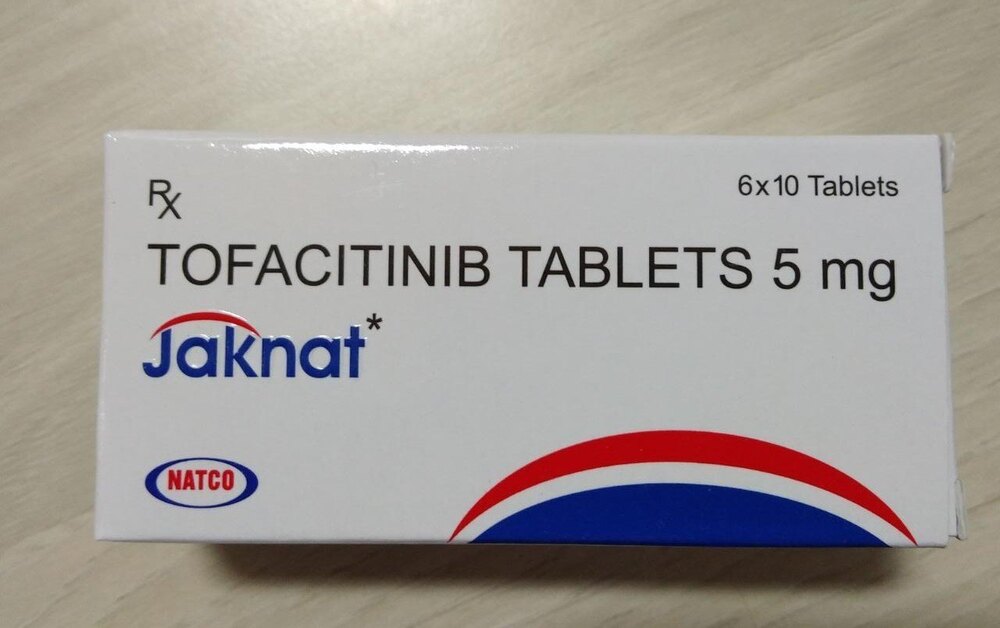 Rx
6x10 Tablets
TOFACITINIB TABLETS 5 mg
Jaknat*
NATCO